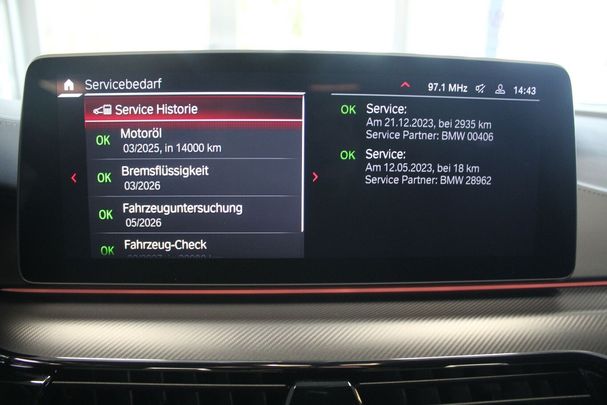 Servicebedarf
97.1 MHz 14:43
Service Historie
OK Motoröl
03/2025, in 14000 km
OK Bremsflüssigkeit
03/2026
OK Fahrzeuguntersuchung
05/2026
OK Fahrzeug-Check
OK Service:
Am 21.12.2023, bei 2935 km
Service Partner: BMW 00406
OK Service:
Am 12.05.2023, bei 18 km
Service Partner: BMW 28962